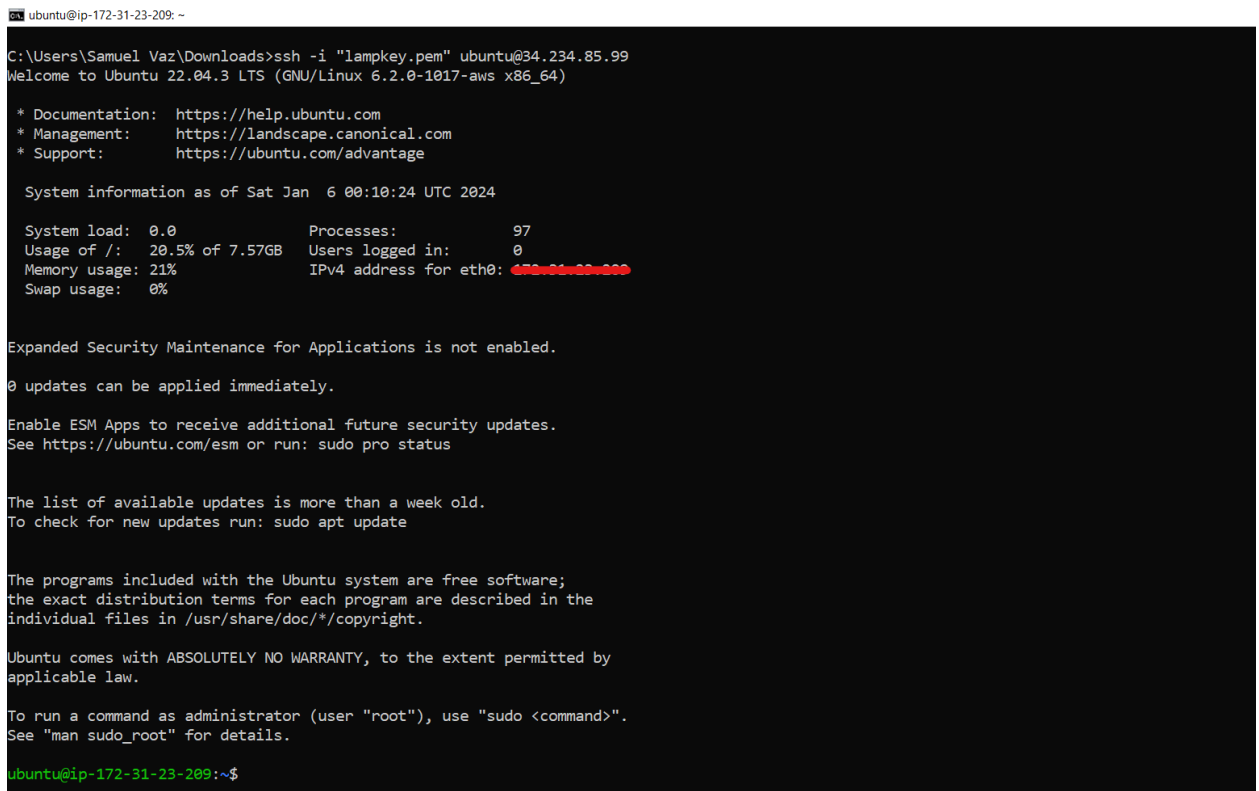 ubuntu@ip-172-31-23-209: ~
C:\Users\Samuel Vaz\Downloads>ssh -i "lampkey.pem" ubuntu@34.234.85.99
Welcome to Ubuntu 22.04.3 LTS (GNU/Linux 6.2.0-1017-aws x86_64)
* Documentation:  https://help.ubuntu.com
* Management:     https://landscape.canonical.com
* Support:        https://ubuntu.com/advantage
System information as of Sat Jan  6 00:10:24 UTC 2024
System load:  0.0               Processes:             97
Usage of /:   20.5% of 7.57GB   Users logged in:       0
Memory usage: 21%               IPv4 address for eth0:
Swap usage:   0%
Expanded Security Maintenance for Applications is not enabled.
0 updates can be applied immediately.
Enable ESM Apps to receive additional future security updates.
See https://ubuntu.com/esm or run: sudo pro status
The list of available updates is more than a week old.
To check for new updates run: sudo apt update
The programs included with the Ubuntu system are free software;
the exact distribution terms for each program are described in the
individual files in /usr/share/doc/*/copyright.
Ubuntu comes with ABSOLUTELY NO WARRANTY, to the extent permitted by
applicable law.
To run a command as administrator (user "root"), use "sudo <command>".
See "man sudo_root" for details.
ubuntu@ip-172-31-23-209:~$